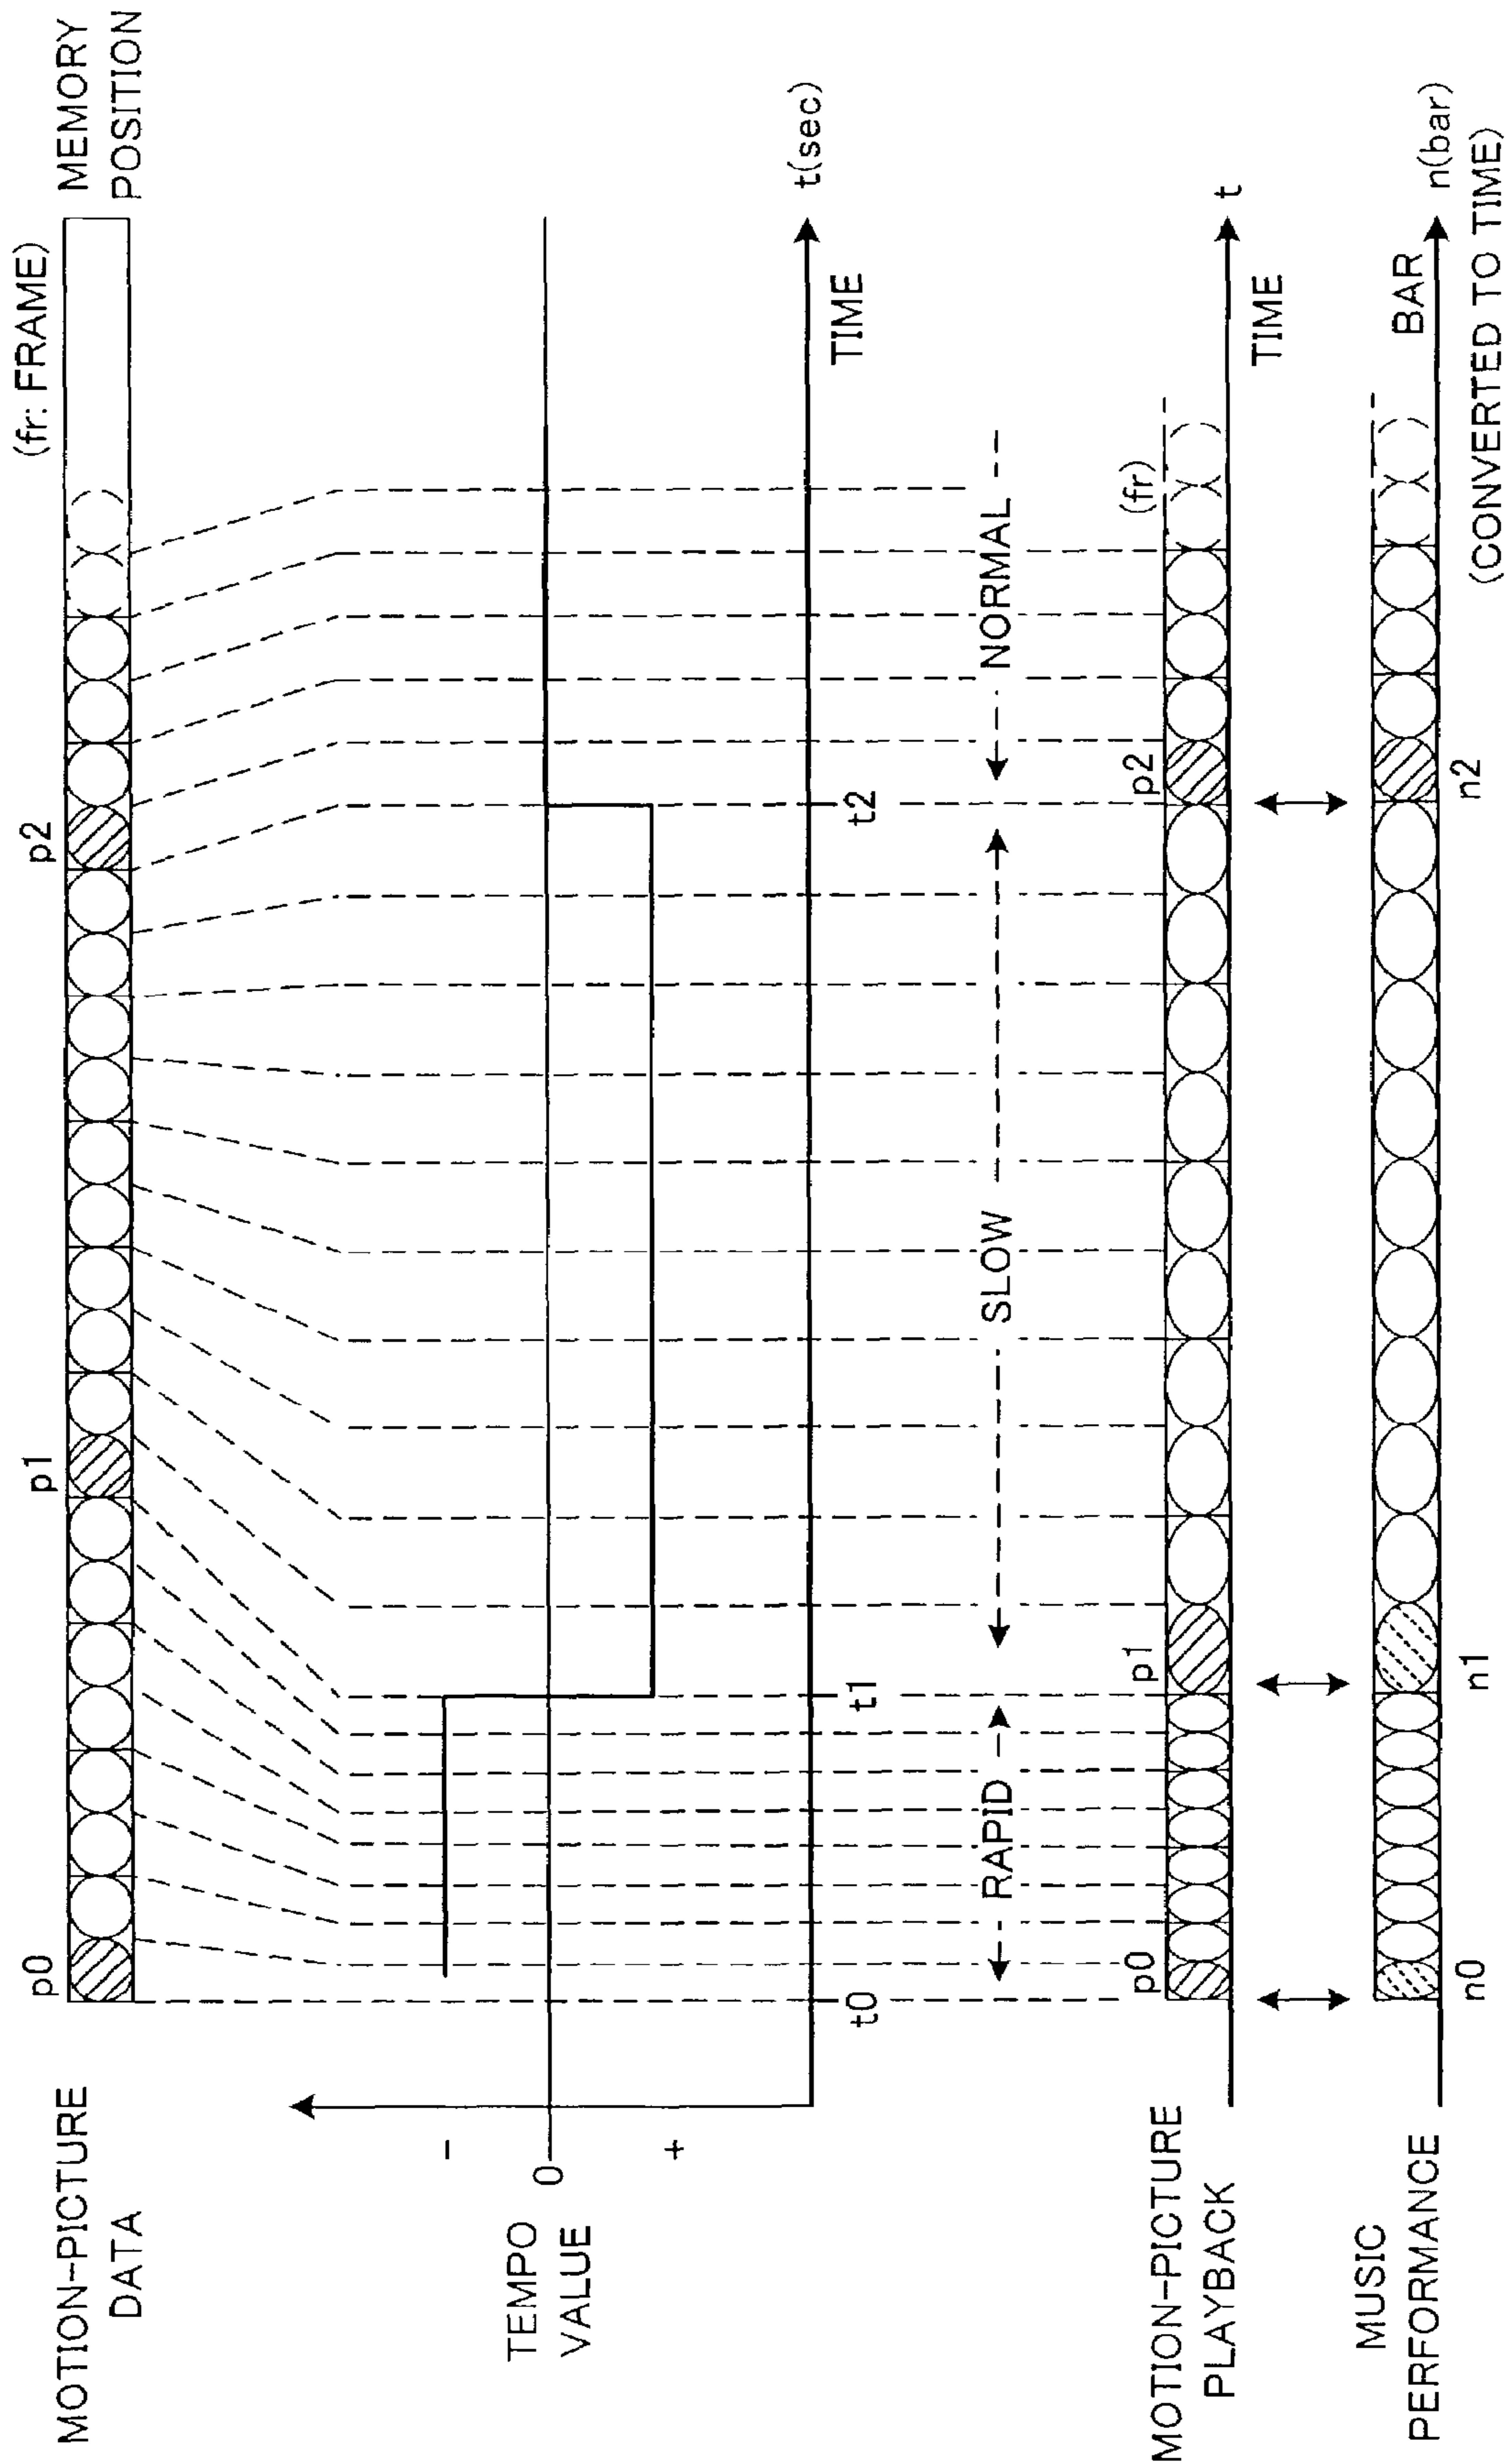 MOTION-PICTURE
DATA
p0
p1
p2
(fr: FRAME)
MEMORY
POSITION
TEMPO
VALUE
-
0
+
t0
t1
t2
TIME
t(sec)
RAPID
SLOW
NORMAL
MOTION-PICTURE
PLAYBACK
p0
p1
p2
(fr)
TIME
t
MUSIC
PERFORMANCE
n0
n1
n2
BAR
n(bar)
(CONVERTED TO TIME)